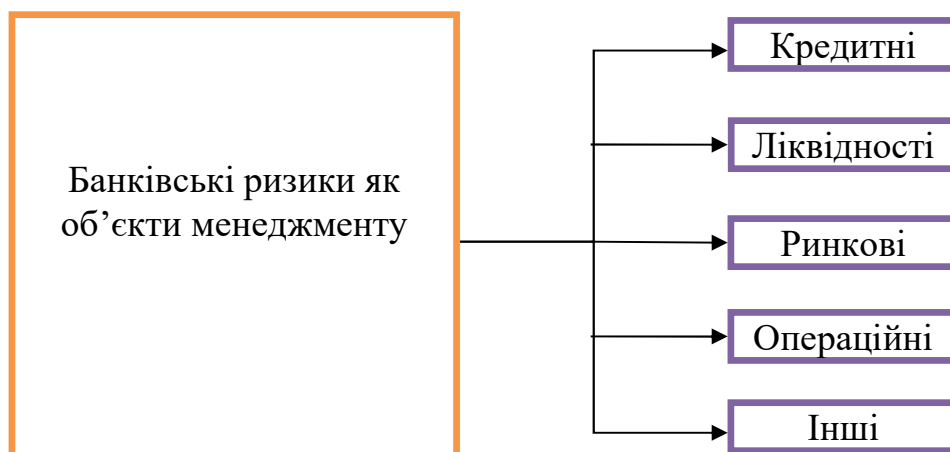 Банківські ризики як
об’єкти менеджменту
Кредитні
Ліквідності
Ринкові
Операційні
Інші